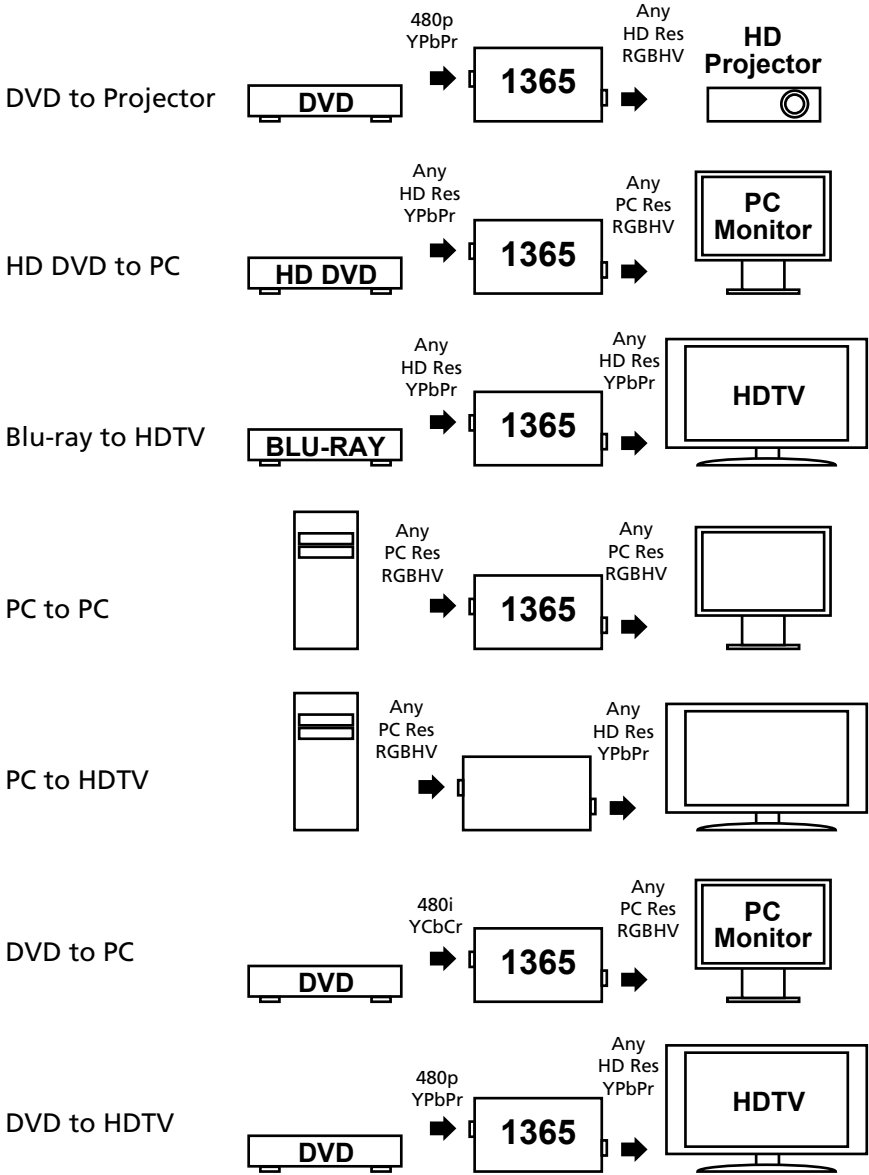 DVD to Projector
DVD
480p
YPbPr
1365
Any
HD Res
RGBHV
HD
Projector
HD DVD to PC
HD DVD
Any
HD Res
YPbPr
1365
Any
PC Res
RGBHV
PC
Monitor
Blu-ray to HDTV
BLU-RAY
Any
HD Res
YPbPr
1365
Any
HD Res
YPbPr
HDTV
PC to PC
Any
PC Res
RGBHV
1365
Any
PC Res
RGBHV
PC to HDTV
Any
PC Res
RGBHV
Any
HD Res
YPbPr
DVD to PC
DVD
480i
YCbCr
1365
Any
PC Res
RGBHV
PC
Monitor
DVD to HDTV
DVD
480p
YPbPr
1365
Any
HD Res
YPbPr
HDTV